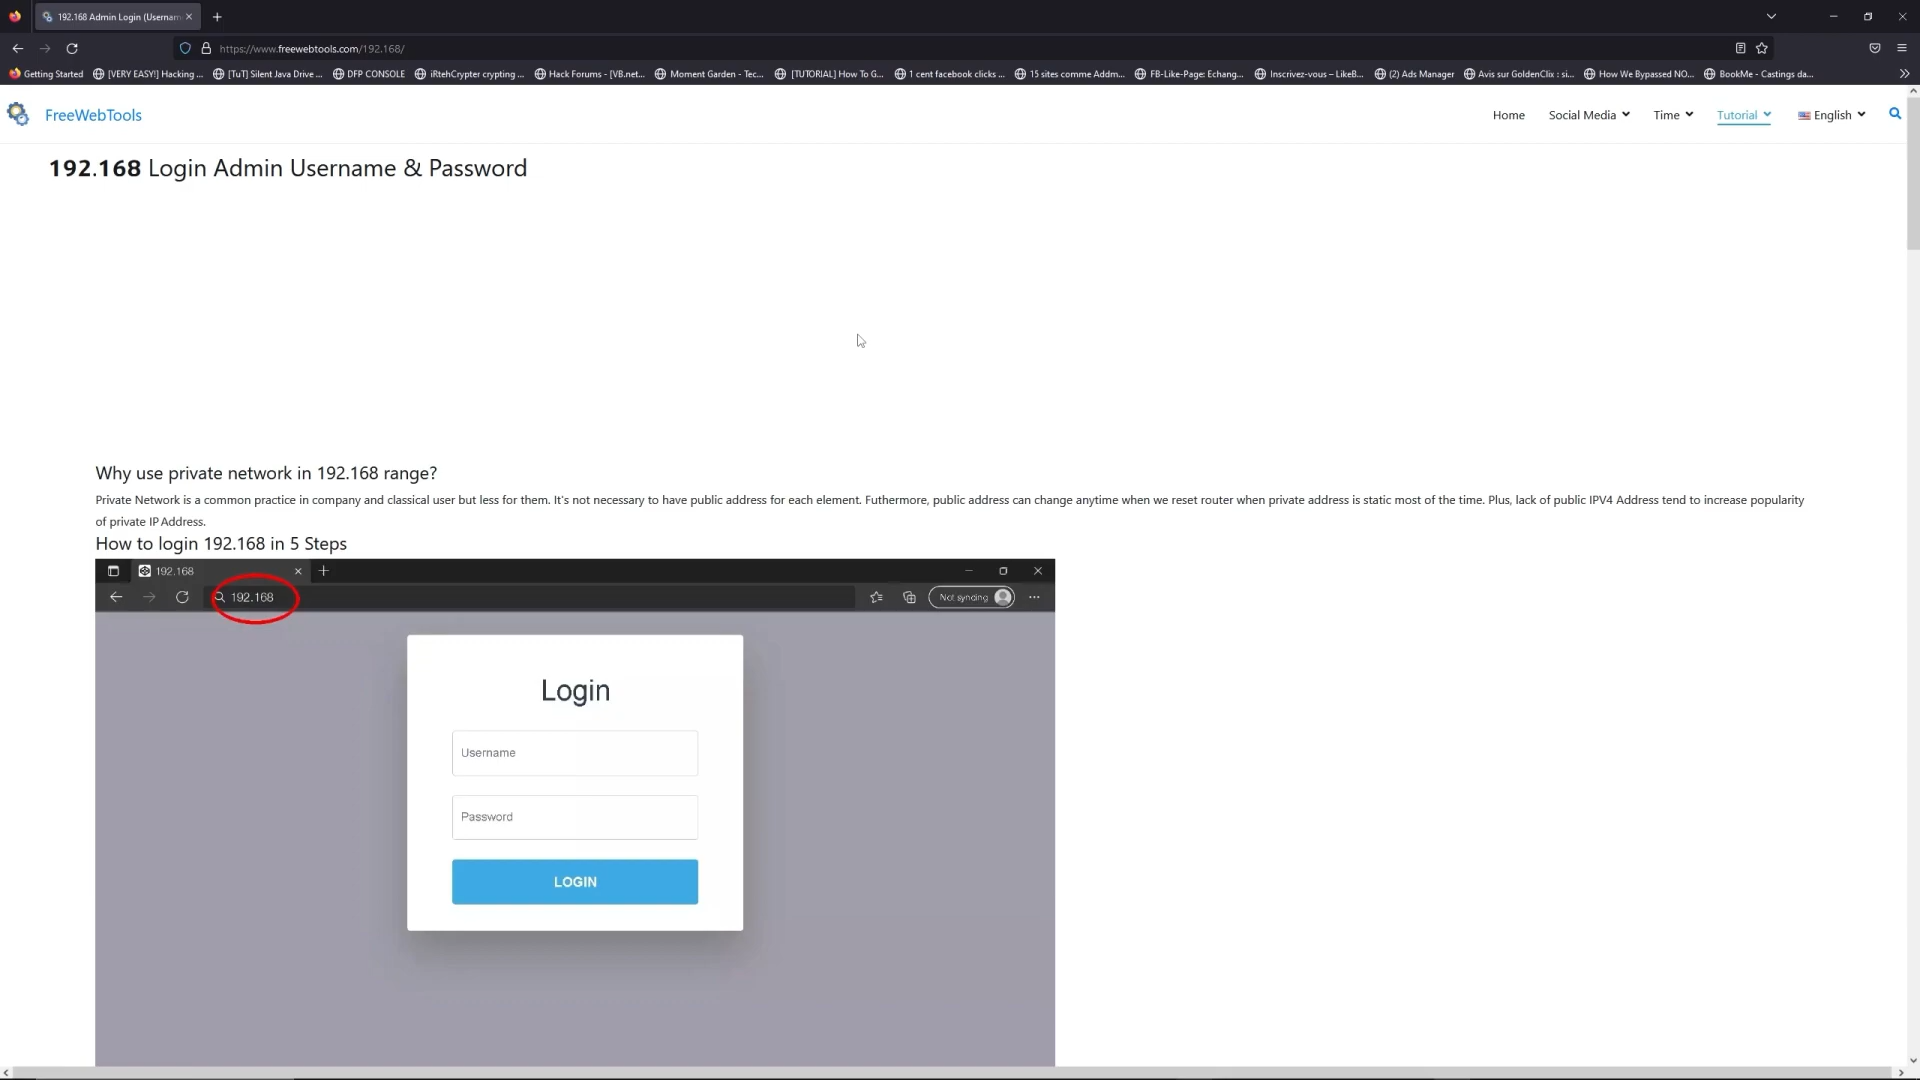 192.168 Admin Login (Usernam
https://www.freewebtools.com/192.168/
Getting Started
[VERY EASY!] Hacking ...
[TuT] Silent Java Drive ...
DFP CONSOLE
iRtehCrypter crypting ...
Hack Forums - [VB.net...
Moment Garden - Tec...
[TUTORIAL] How To G...
1 cent facebook clicks ...
15 sites comme Addm...
FB-Like-Page: Echang...
Inscrivez-vous – LikeB...
(2) Ads Manager
Avis sur GoldenClix : si...
How We Bypassed NO...
BookMe - Castings da...
FreeWebTools
Home
Social Media
Time
Tutorial
English
192.168 Login Admin Username & Password
Why use private network in 192.168 range?
Private Network is a common practice in company and classical user but less for them. It's not necessary to have public address for each element. Futhermore, public address can change anytime when we reset router when private address is static most of the time. Plus, lack of public IPV4 Address tend to increase popularity
of private IP Address.
How to login 192.168 in 5 Steps
192.168
192.168
Not syncing
Login
Username
Password
LOGIN